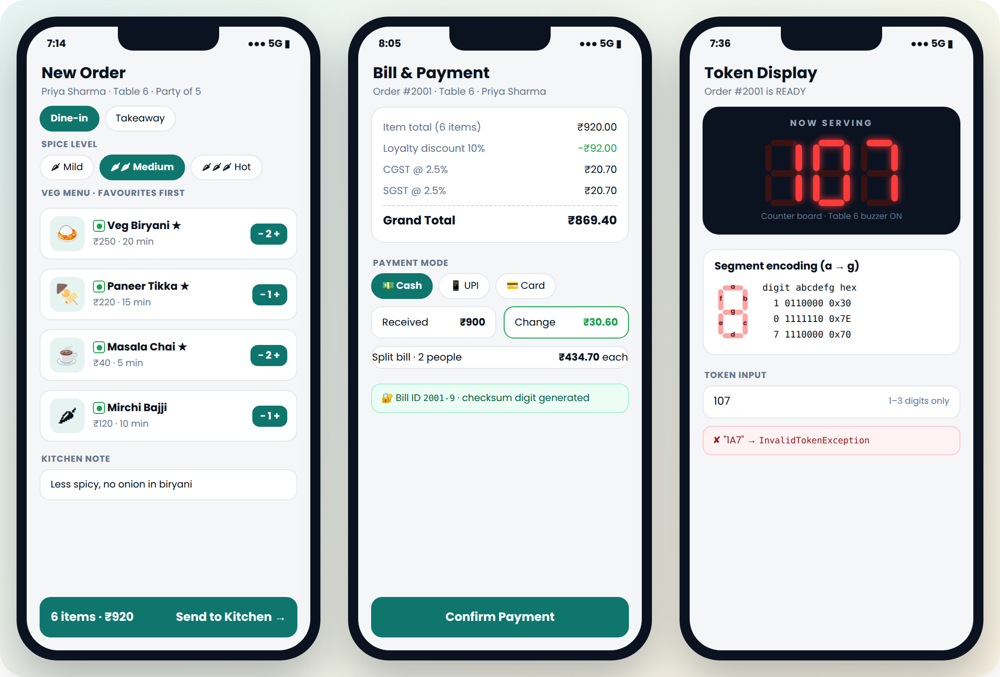 7:14
●●● 5G
New Order
Priya Sharma · Table 6 · Party of 5
Dine-in Takeaway
SPICE LEVEL
🌶 Mild 🌶🌶 Medium 🌶🌶🌶 Hot
VEG MENU · FAVOURITES FIRST
Veg Biryani ★
₹250 · 20 min
− 2 +
Paneer Tikka ★
₹220 · 15 min
− 1 +
Masala Chai ★
₹40 · 5 min
− 2 +
Mirchi Bajji
₹120 · 10 min
− 1 +
KITCHEN NOTE
Less spicy, no onion in biryani
6 items · ₹920 Send to Kitchen →
8:05
●●● 5G
Bill & Payment
Order #2001 · Table 6 · Priya Sharma
Item total (6 items) ₹920.00
Loyalty discount 10% −₹92.00
CGST @ 2.5% ₹20.70
SGST @ 2.5% ₹20.70
Grand Total ₹869.40
PAYMENT MODE
💵 Cash 📱 UPI 💳 Card
Received ₹900 Change ₹30.60
Split bill · 2 people ₹434.70 each
🔐 Bill ID 2001-9 · checksum digit generated
Confirm Payment
7:36
●●● 5G
Token Display
Order #2001 is READY
NOW SERVING
107
Counter board · Table 6 buzzer ON
Segment encoding (a → g)
a
f b
g
e c
d
digit abcdefg hex
1 0110000 0x30
0 1111110 0x7E
7 1110000 0x70
TOKEN INPUT
107 1–3 digits only
✘ "1A7" → InvalidTokenException